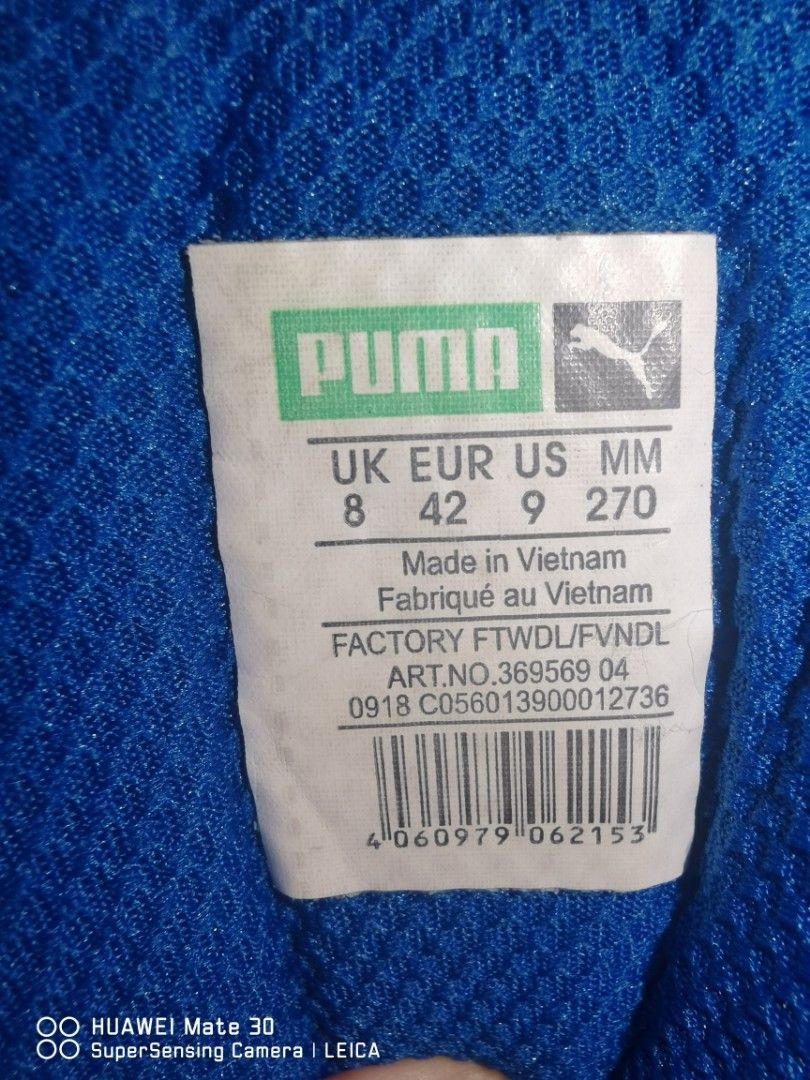 PUMA
UK EUR US MM
8 42 9 270
Made in Vietnam
Fabriqué au Vietnam
FACTORY FTWDL/FVNDL
ART.NO.369569 04
0918 C056013900012736
4 060979 062153
HUAWEI Mate 30
SuperSensing Camera | LEICA